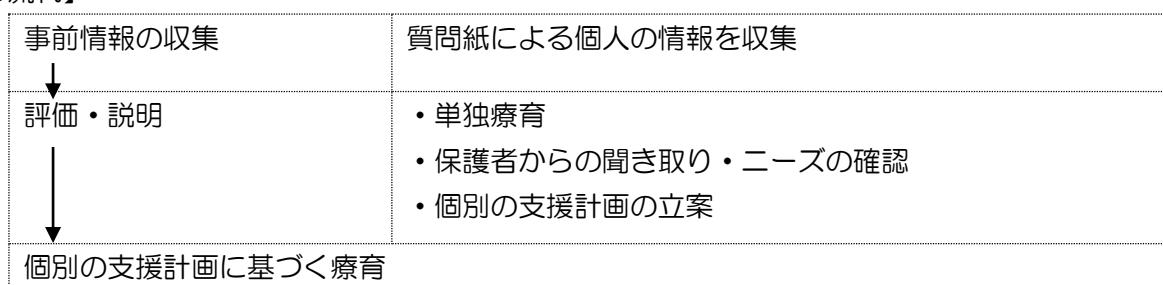 事前情報の収集
質問紙による個人の情報を収集
評価・説明
・単独療育
・保護者からの聞き取り・ニーズの確認
・個別の支援計画の立案
個別の支援計画に基づく療育